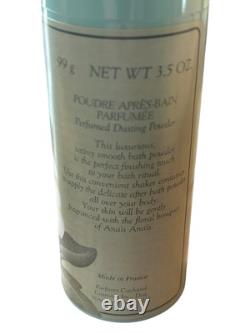 99 g NET WT 3.5 OZ.
POUDRE APRÈS-BAIN
PARFUMÉE
Perfumed Dusting Powder
This luxurious,
smooth bath powder
is the perfect finishing touch
to your bath ritual.
Use this convenient shaker container
apply the delicate after bath powder
all over your body.
Your skin will be gently
fragranced with the floral bouquet
of Anaïs Anaïs
Made in France
Parfums Cacharel